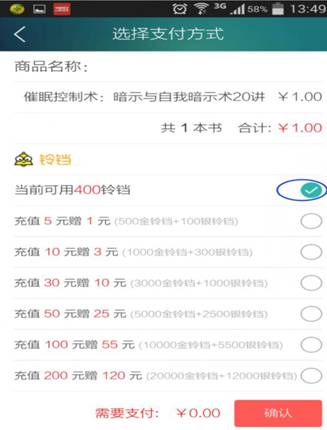 3G 58% 13:49
选择支付方式
商品名称:
催眠控制术:暗示与自我暗示术20讲 ¥1.00
共 1 本书 合计:¥1.00
铃铛
当前可用400铃铛
充值 5 元赠 1 元 (500金铃铛+100银铃铛)
充值 10 元赠 3 元 (1000金铃铛+300银铃铛)
充值 30 元赠 10 元 (3000金铃铛+1000银铃铛)
充值 50 元赠 25 元 (5000金铃铛+2500银铃铛)
充值 100 元赠 55 元 (10000金铃铛+5500银铃铛)
充值 200 元赠 120 元 (20000金铃铛+12000银铃铛)
需要支付: ¥0.00 确认